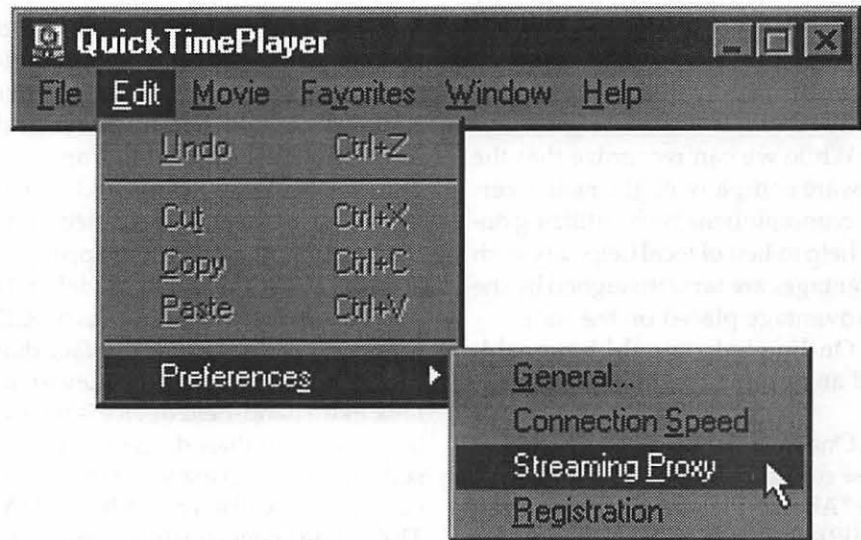 QuickTimePlayer
File Edit Movie Favorites Window Help
Undo Ctrl+Z
Cut Ctrl+X
Copy Ctrl+C
Paste Ctrl+V
Preferences
General...
Connection Speed
Streaming Proxy
Registration